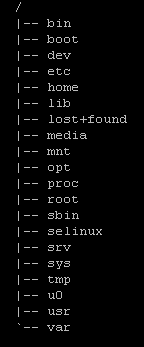 /
|-- bin
|-- boot
|-- dev
|-- etc
|-- home
|-- lib
|-- lost+found
|-- media
|-- mnt
|-- opt
|-- proc
|-- root
|-- sbin
|-- selinux
|-- srv
|-- sys
|-- tmp
|-- u0
|-- usr
`-- var